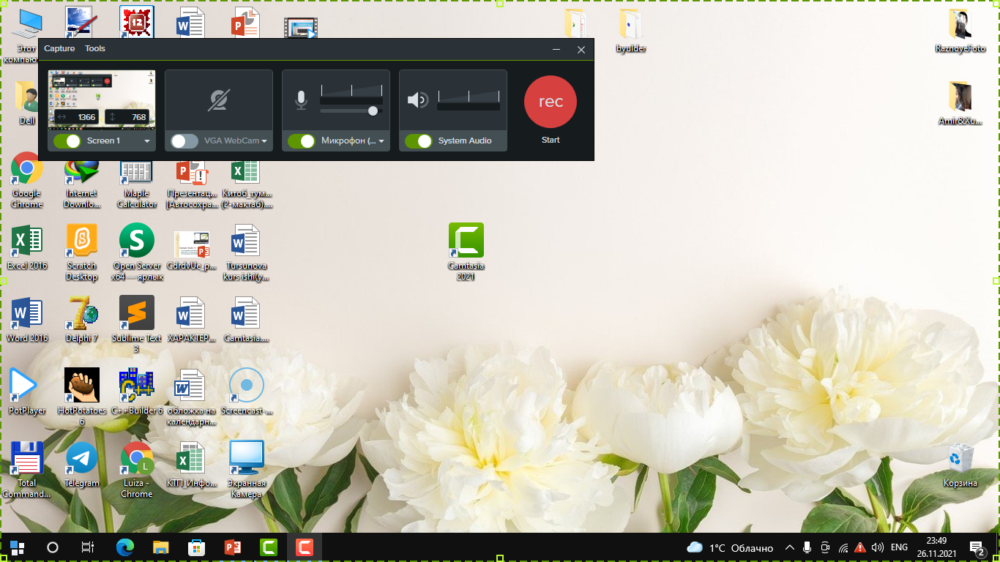 Capture Tools
1366 768
Screen 1
VGA WebCam
Микрофон (...
System Audio
rec
Start
Этот
Dell
byulder
RaznoyeFoto
Amir&Xu...
Google
Chrome
Internet
Downlo...
Maple
Calculator
Презентац...
[Автосохра...
Китоб_тум...
(2-мактаб)....
Excel 2016
Scratch
Desktop
Open Server
x64 — ярлык
CdrdvUe_p...
Tursunova
kurs ishi(y...
Camtasia
2021
Word 2016
Delphi 7
Sublime Text
3
ХАРАКТЕР...
Camtasia....
PotPlayer
HotPotatoes
6
C++Builder 6
обложка на
календарн...
Screencast-...
Total
Command...
Telegram
Luiza -
Chrome
КТП_Инфо...
Экранная
Камера
Корзина
1°C Облачно
ENG
23:49
26.11.2021
2